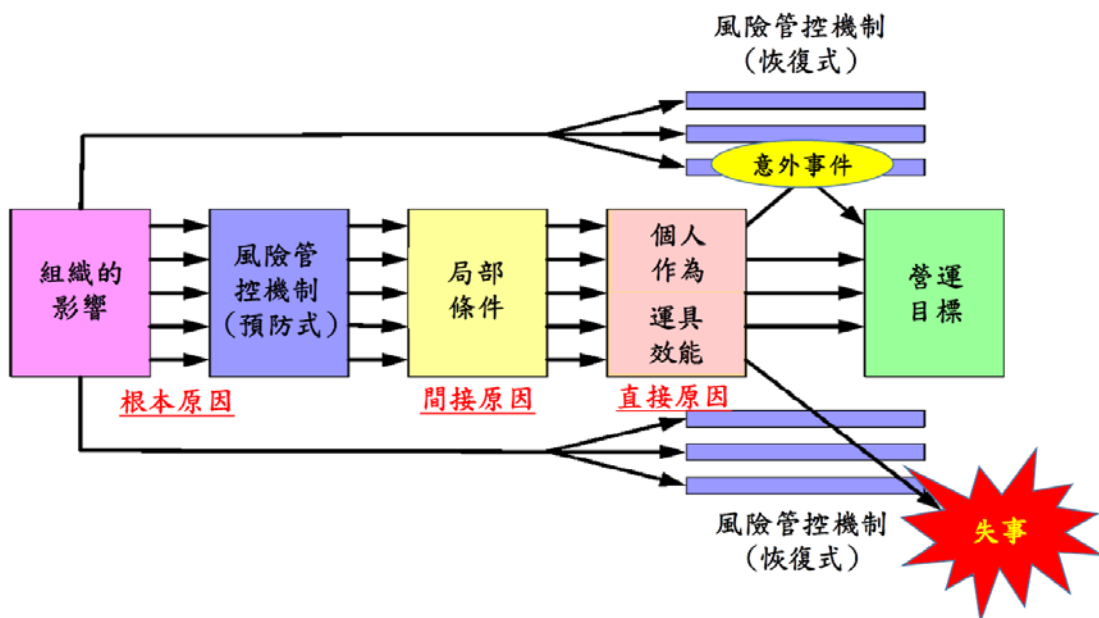 風險管控機制
（恢復式）
意外事件
組織的
影響
風險管
控機制
（預防式）
局部
條件
個人
作為
運具
效能
營運
目標
根本原因
間接原因
直接原因
風險管控機制
（恢復式）
失事